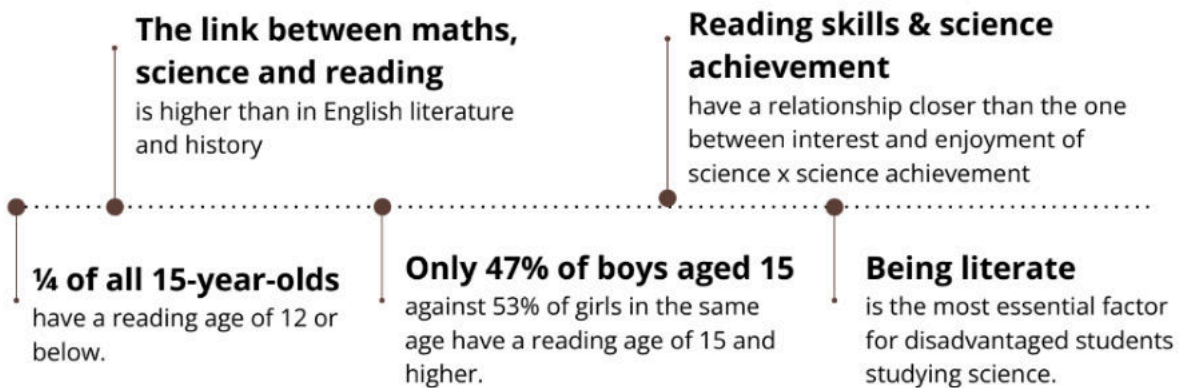 The link between maths,
science and reading
is higher than in English literature
and history
Reading skills & science
achievement
have a relationship closer than the one
between interest and enjoyment of
science x science achievement
¼ of all 15-year-olds
have a reading age of 12 or
below.
Only 47% of boys aged 15
against 53% of girls in the same
age have a reading age of 15 and
higher.
Being literate
is the most essential factor
for disadvantaged students
studying science.